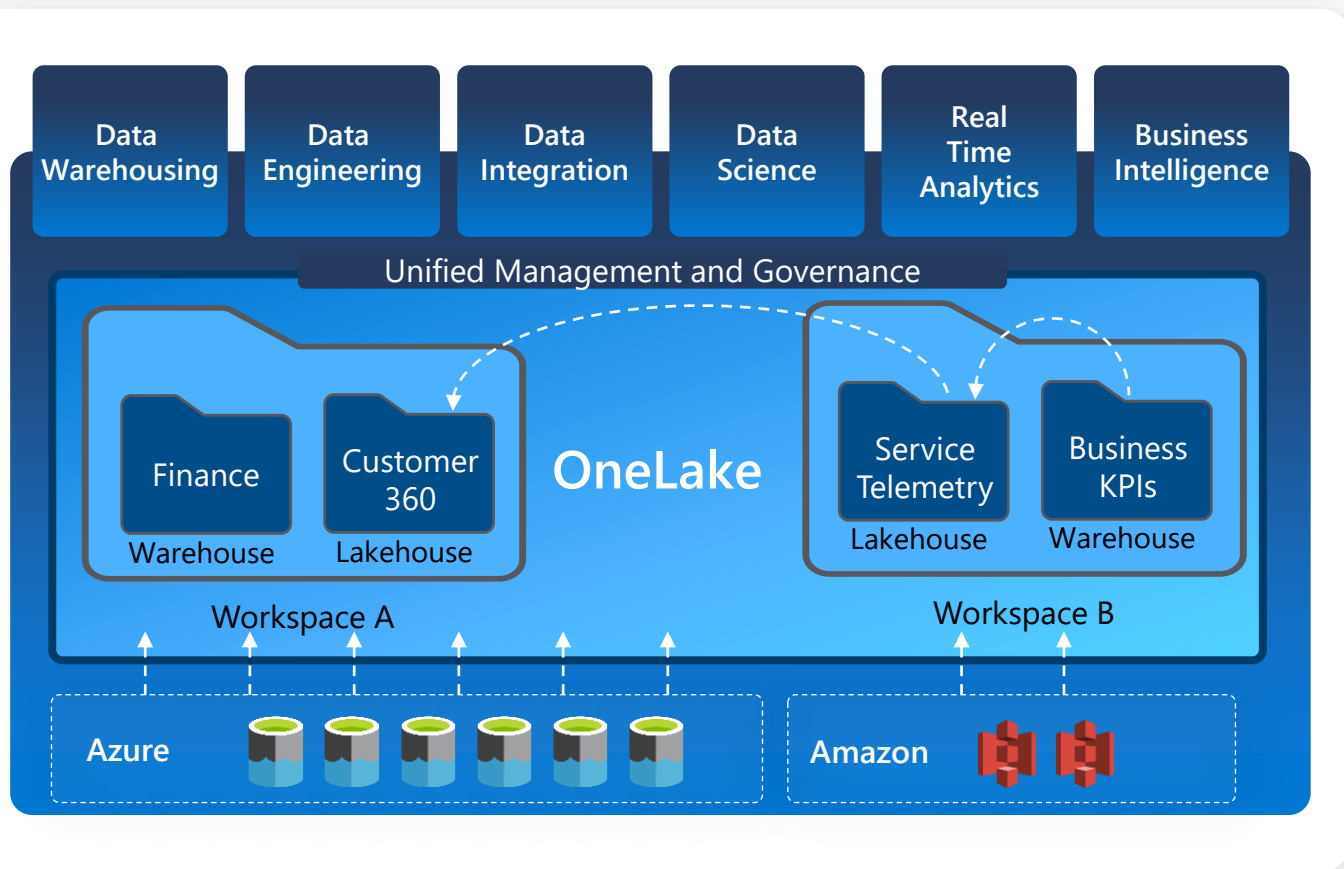 Data
Warehousing
Data
Engineering
Data
Integration
Data
Science
Real
Time
Analytics
Business
Intelligence
Unified Management and Governance
Finance
Warehouse
Customer
360
Lakehouse
Workspace A
OneLake
Service
Telemetry
Lakehouse
Business
KPIs
Warehouse
Workspace B
Azure
Amazon